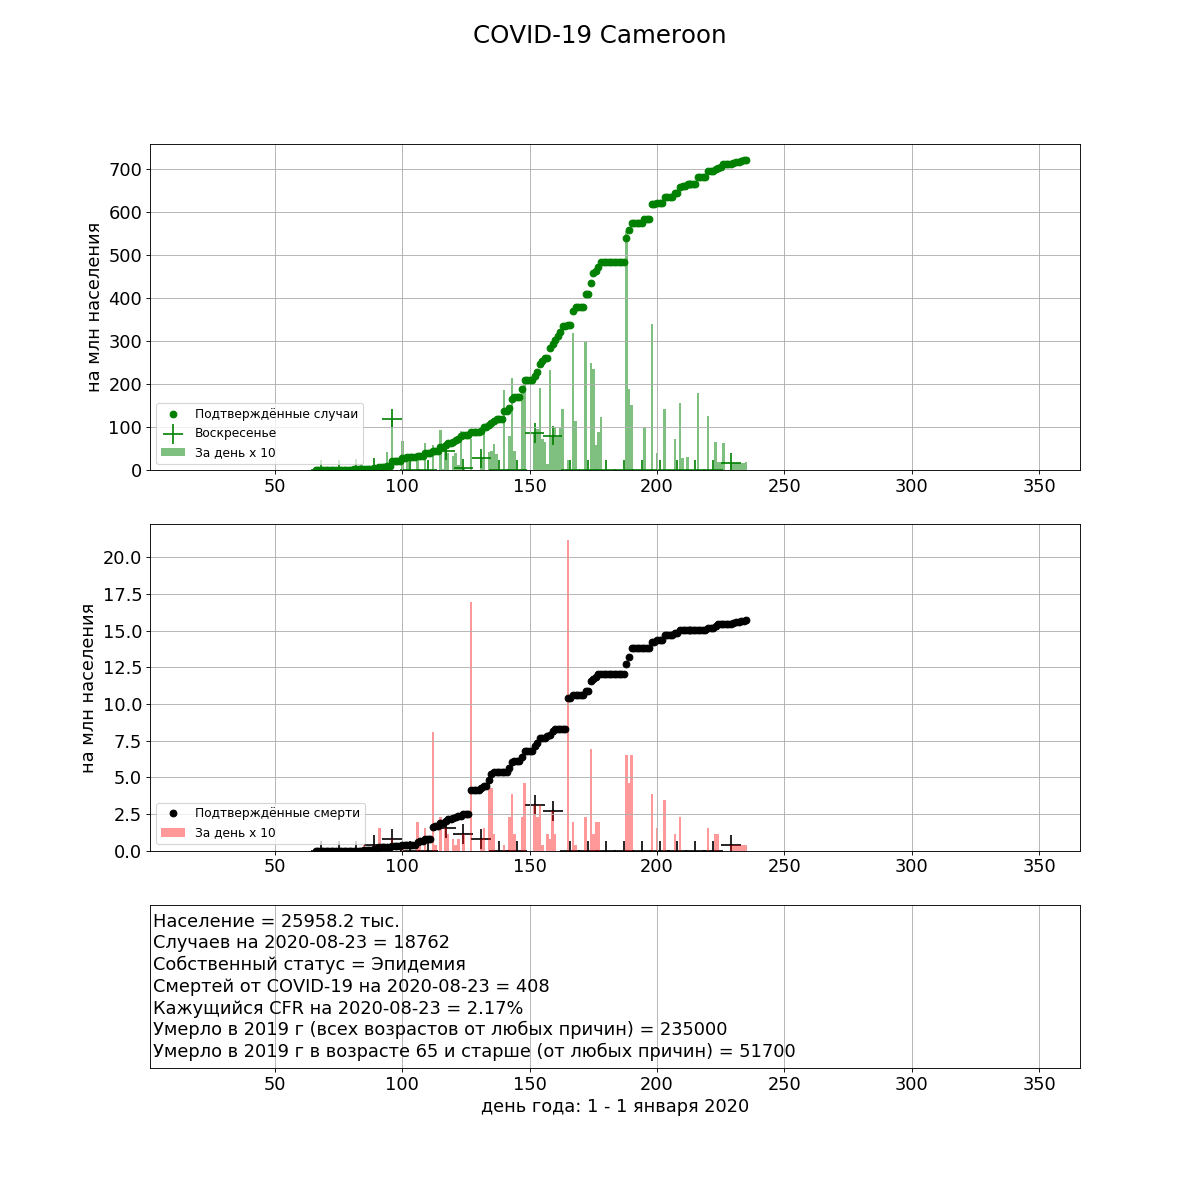 COVID-19 Cameroon
700
600
500
400
300
200
100
0
на млн населения
Подтверждённые случаи
Воскресенье
За день x 10
50 100 150 200 250 300 350
20.0
17.5
15.0
12.5
10.0
7.5
5.0
2.5
0.0
на млн населения
Подтверждённые смерти
За день x 10
50 100 150 200 250 300 350
Население = 25958.2 тыс.
Случаев на 2020-08-23 = 18762
Собственный статус = Эпидемия
Смертей от COVID-19 на 2020-08-23 = 408
Кажущийся CFR на 2020-08-23 = 2.17%
Умерло в 2019 г (всех возрастов от любых причин) = 235000
Умерло в 2019 г в возрасте 65 и старше (от любых причин) = 51700
50 100 150 200 250 300 350
день года: 1 - 1 января 2020